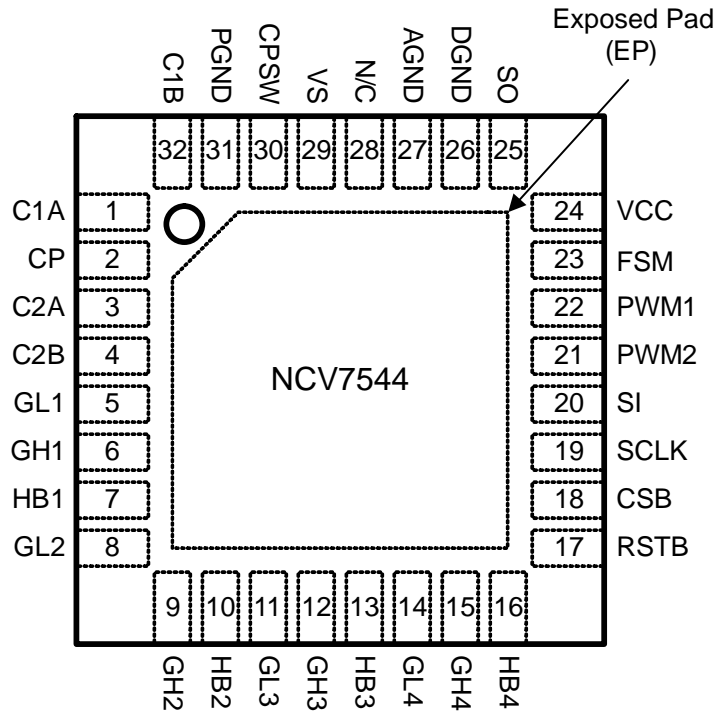 Exposed Pad
(EP)
C1B
PGND
CPSW
VS
N/C
AGND
DGND
SO
32 31 30 29 28 27 26 25
C1A 1 24 VCC
CP 2 23 FSM
C2A 3 22 PWM1
C2B 4 21 PWM2
NCV7544
GL1 5 20 SI
GH1 6 19 SCLK
HB1 7 18 CSB
GL2 8 17 RSTB
9 10 11 12 13 14 15 16
GH2
HB2
GL3
GH3
HB3
GL4
GH4
HB4